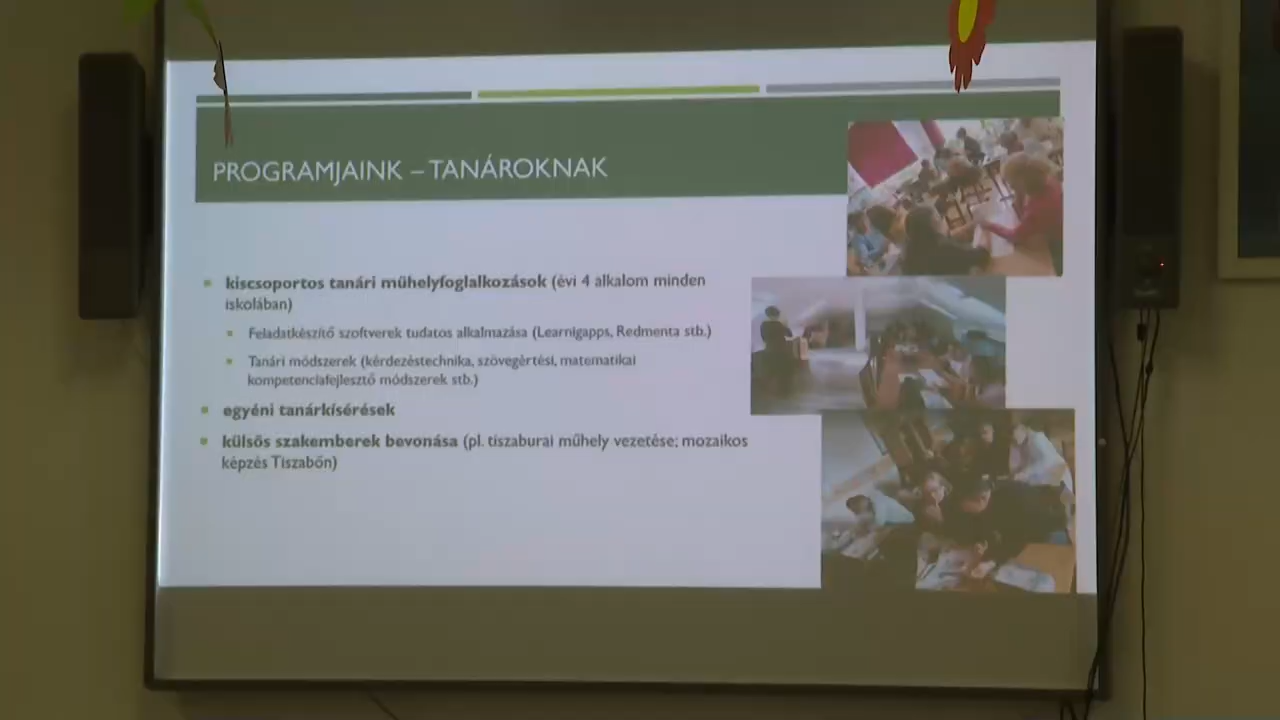 PROGRAMJAINK – TANÁROKNAK
kiscsoportos tanári műhelyfoglalkozások (évi 4 alkalom minden
iskolában)
Feladatkészítő szoftverek tudatos alkalmazása (Learnigapps, Redmenta stb.)
Tanári módszerek (kérdezéstechnika, szövegértési, matematikai
kompetenciafejlesztő módszerek stb.)
egyéni tanárkísérések
külsős szakemberek bevonása (pl. tiszaburai műhely vezetése; mozaikos
képzés Tiszabőn)